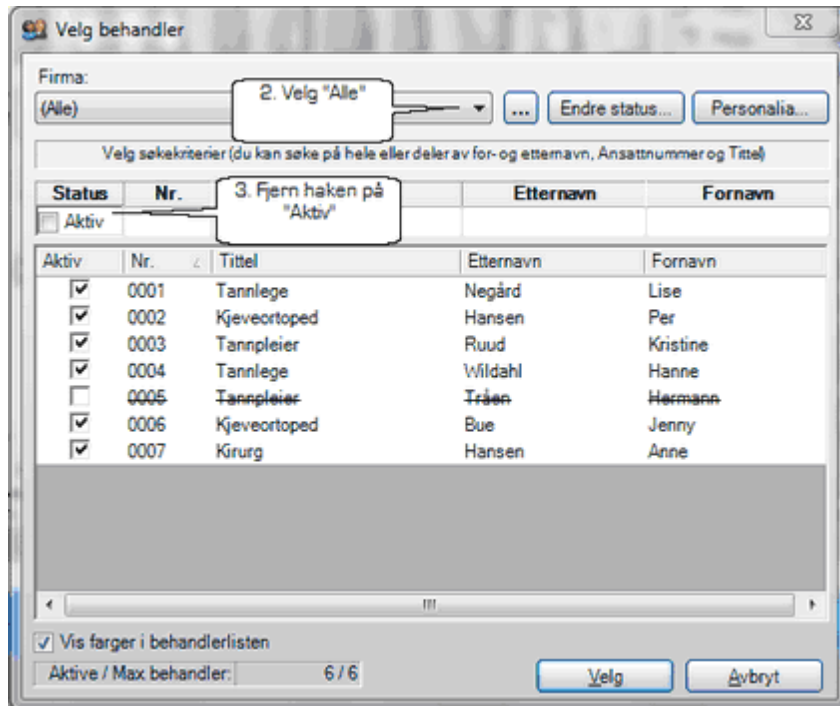 Velg behandler
Firma:
(Alle)
2. Velg "Alle"
...
Endre status...
Personalia...
Velg søkekriterier (du kan søke på hele eller deler av for- og etternavn, Ansattnummer og Tittel)
Status Nr. Etternavn Fornavn
3. Fjern haken på
"Aktiv"
Aktiv
Aktiv Nr. Tittel Etternavn Fornavn
0001 Tannlege Negård Lise
0002 Kjeveortoped Hansen Per
0003 Tannpleier Ruud Kristine
0004 Tannlege Wildahl Hanne
0005 Tannpleier Tråen Hermann
0006 Kjeveortoped Bue Jenny
0007 Kirurg Hansen Anne
Vis farger i behandlerlisten
Aktive / Max behandler: 6 / 6
Velg
Avbryt